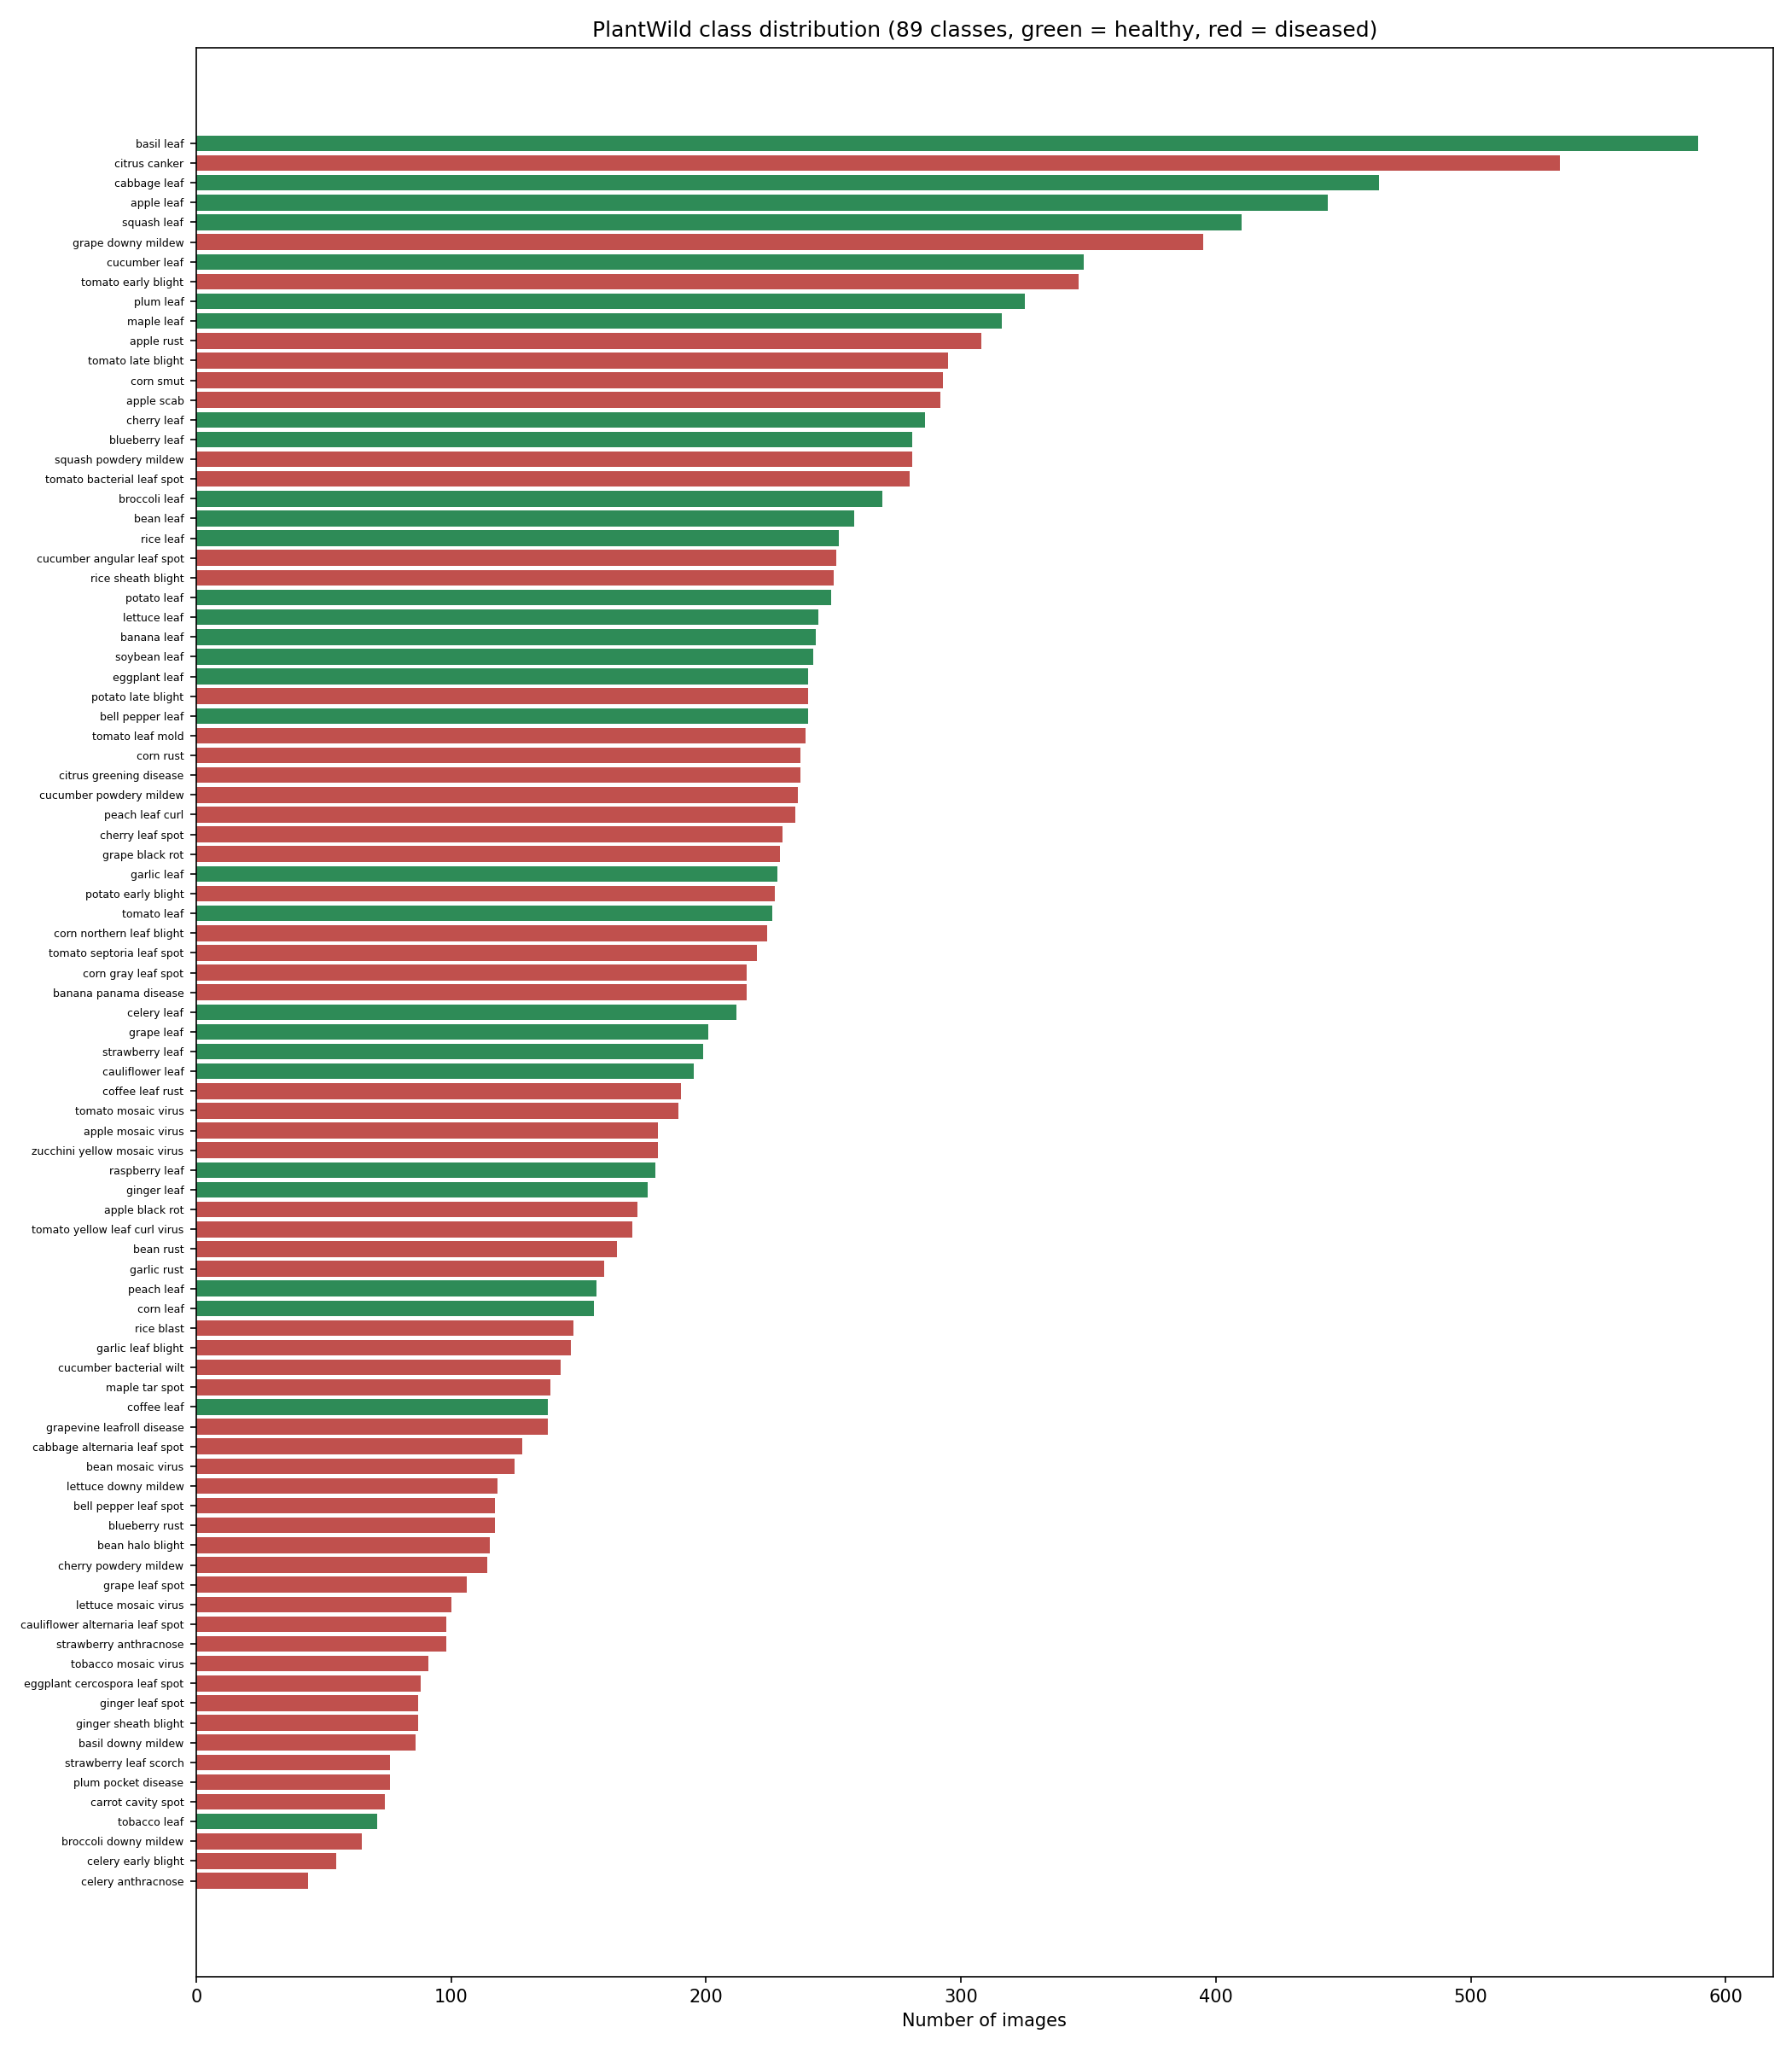 PlantWild class distribution (89 classes, green = healthy, red = diseased)
basil leaf
citrus canker
cabbage leaf
apple leaf
squash leaf
grape downy mildew
cucumber leaf
tomato early blight
plum leaf
maple leaf
apple rust
tomato late blight
corn smut
apple scab
cherry leaf
blueberry leaf
squash powdery mildew
tomato bacterial leaf spot
broccoli leaf
bean leaf
rice leaf
cucumber angular leaf spot
rice sheath blight
potato leaf
lettuce leaf
banana leaf
soybean leaf
eggplant leaf
potato late blight
bell pepper leaf
tomato leaf mold
corn rust
citrus greening disease
cucumber powdery mildew
peach leaf curl
cherry leaf spot
grape black rot
garlic leaf
potato early blight
tomato leaf
corn northern leaf blight
tomato septoria leaf spot
corn gray leaf spot
banana panama disease
celery leaf
grape leaf
strawberry leaf
cauliflower leaf
coffee leaf rust
tomato mosaic virus
apple mosaic virus
zucchini yellow mosaic virus
raspberry leaf
ginger leaf
apple black rot
tomato yellow leaf curl virus
bean rust
garlic rust
peach leaf
corn leaf
rice blast
garlic leaf blight
cucumber bacterial wilt
maple tar spot
coffee leaf
grapevine leafroll disease
cabbage alternaria leaf spot
bean mosaic virus
lettuce downy mildew
bell pepper leaf spot
blueberry rust
bean halo blight
cherry powdery mildew
grape leaf spot
lettuce mosaic virus
cauliflower alternaria leaf spot
strawberry anthracnose
tobacco mosaic virus
eggplant cercospora leaf spot
ginger leaf spot
ginger sheath blight
basil downy mildew
strawberry leaf scorch
plum pocket disease
carrot cavity spot
tobacco leaf
broccoli downy mildew
celery early blight
celery anthracnose
0 100 200 300 400 500 600
Number of images